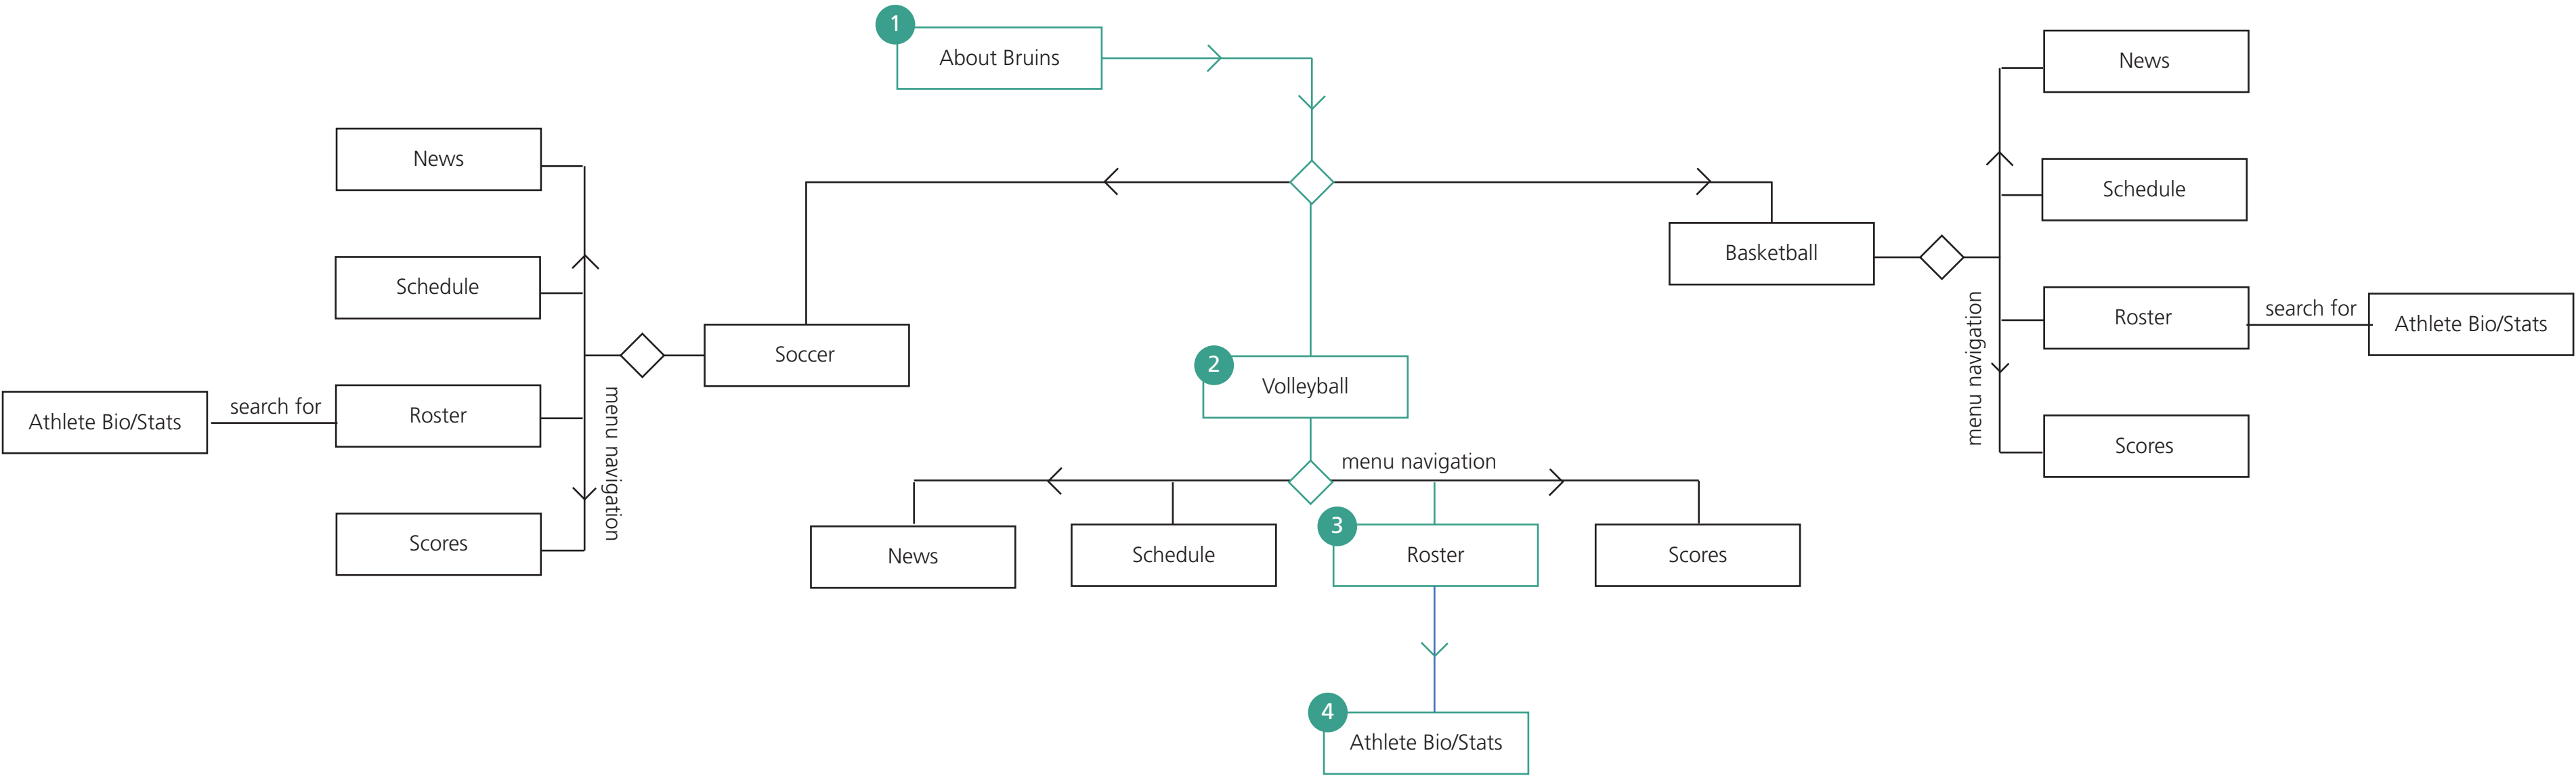 1
About Bruins
News
Schedule
Roster
Scores
menu navigation
search for
Athlete Bio/Stats
Soccer
2
Volleyball
menu navigation
News
Schedule
3
Roster
Scores
4
Athlete Bio/Stats
Basketball
menu navigation
News
Schedule
Roster
search for
Athlete Bio/Stats
Scores